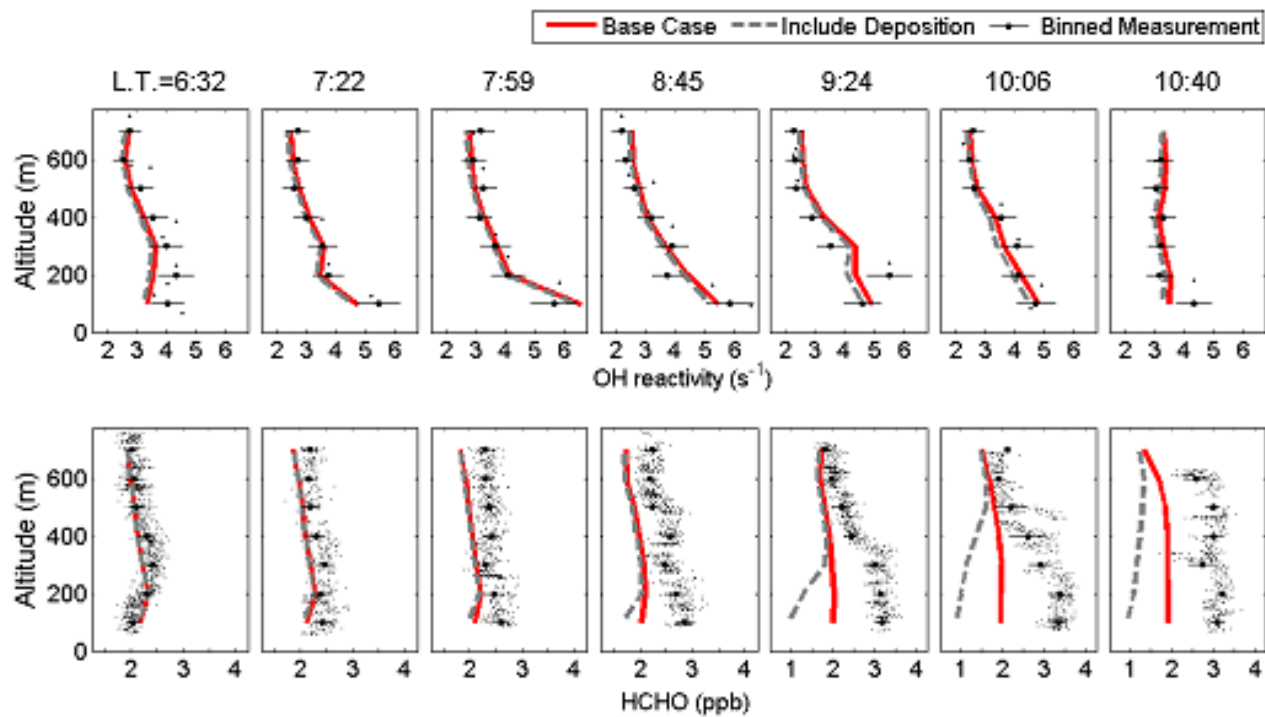 Base Case Include Deposition Binned Measurement
L.T.=6:32 7:22 7:59 8:45 9:24 10:06 10:40
Altitude (m)
600
400
200
0
2 3 4 5 6 2 3 4 5 6 2 3 4 5 6 2 3 4 5 6 2 3 4 5 6 2 3 4 5 6 2 3 4 5 6
OH reactivity (s⁻¹)
Altitude (m)
600
400
200
0
2 3 4 2 3 4 2 3 4 2 3 4 1 2 3 4 1 2 3 4 1 2 3 4
HCHO (ppb)